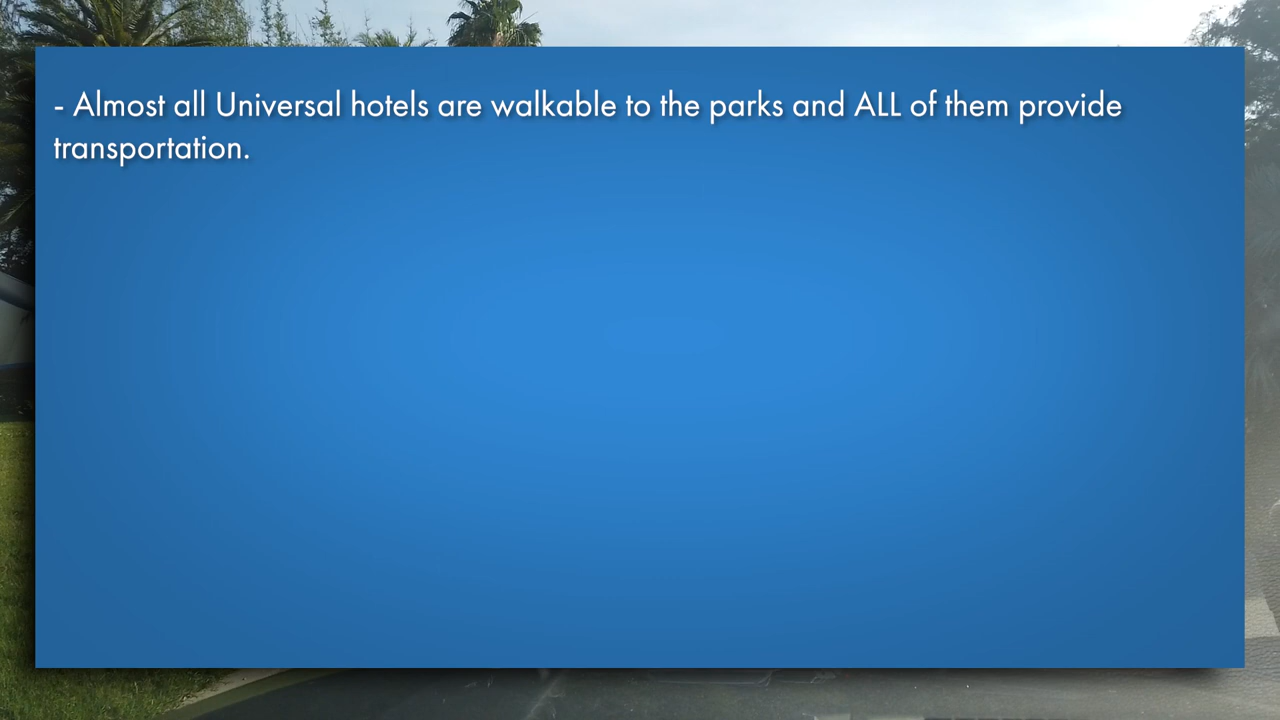 - Almost all Universal hotels are walkable to the parks and ALL of them provide
transportation.